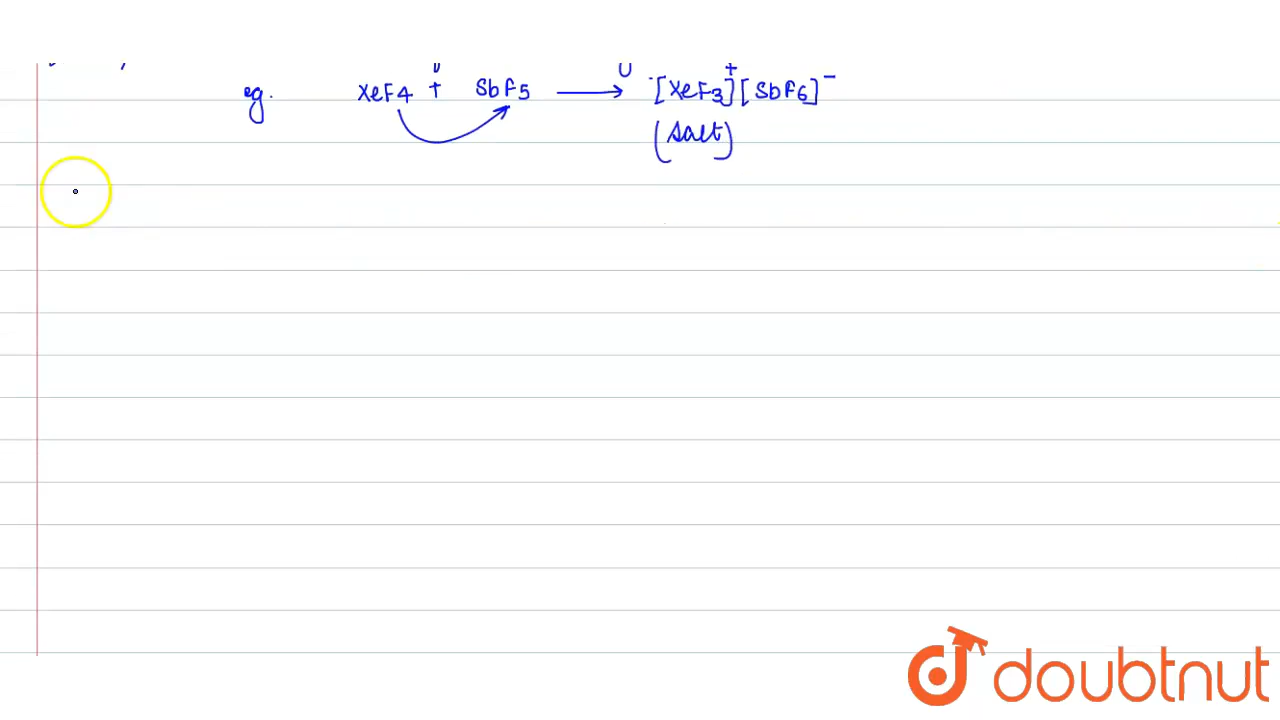 eg. XeF4 + SbF5 ⟶ [XeF3]⁺[SbF6]⁻
(Salt)
doubtnut